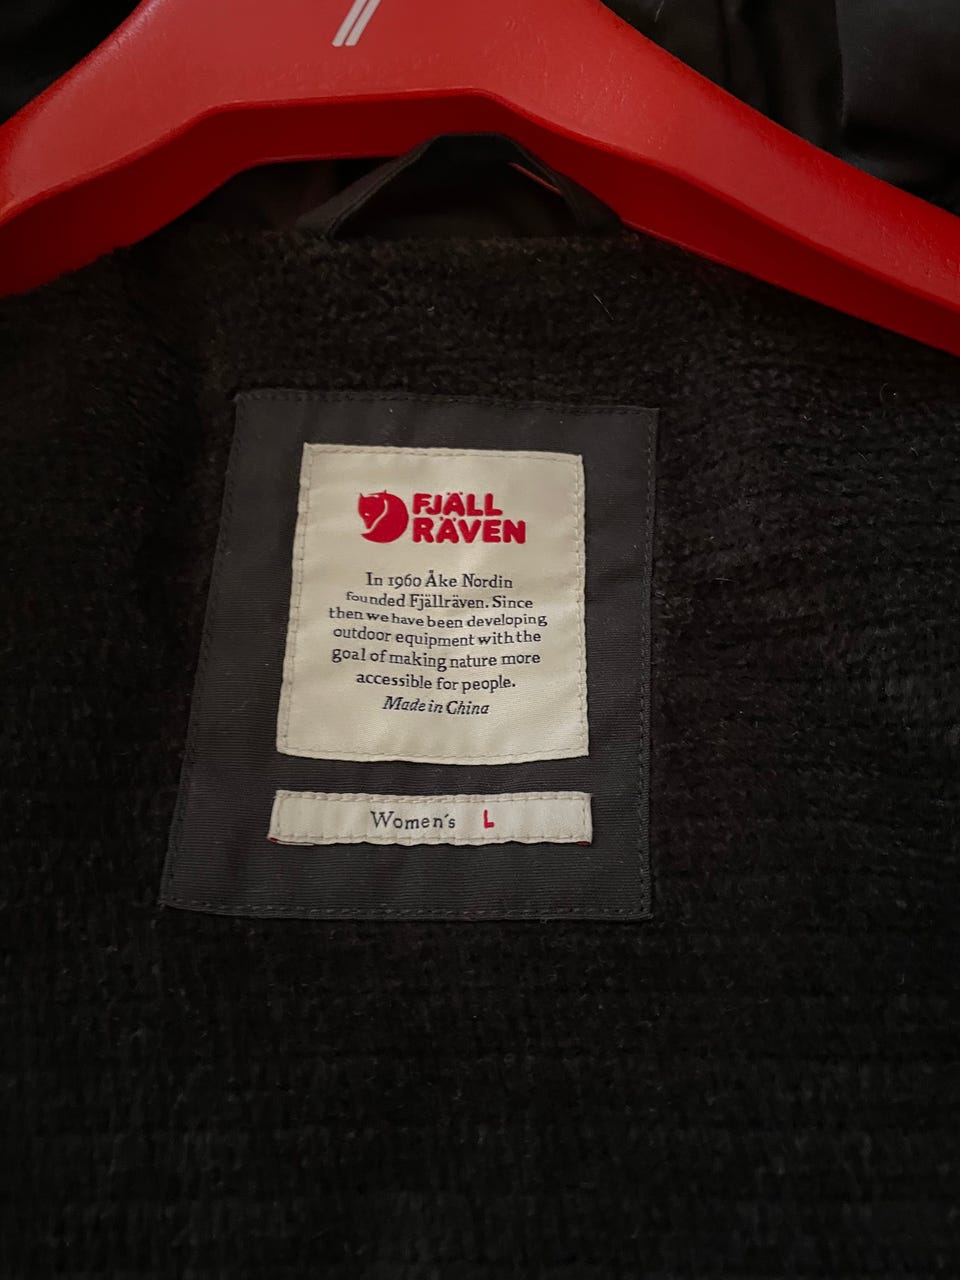 FJÄLL
RÄVEN
In 1960 Åke Nordin
founded Fjällräven. Since
then we have been developing
outdoor equipment with the
goal of making nature more
accessible for people.
Made in China
Women's L